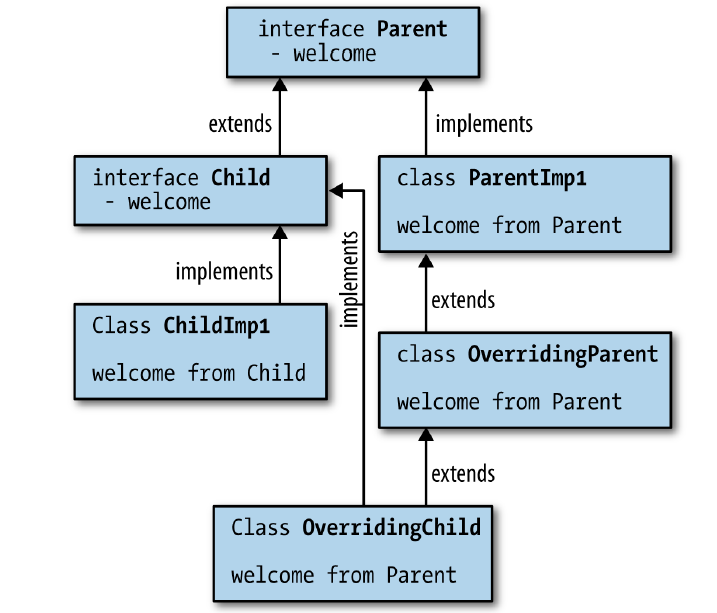 interface Parent
- welcome
extends
implements
interface Child
- welcome
class ParentImp1
welcome from Parent
implements
implements
extends
Class ChildImp1
welcome from Child
class OverridingParent
welcome from Parent
extends
Class OverridingChild
welcome from Parent